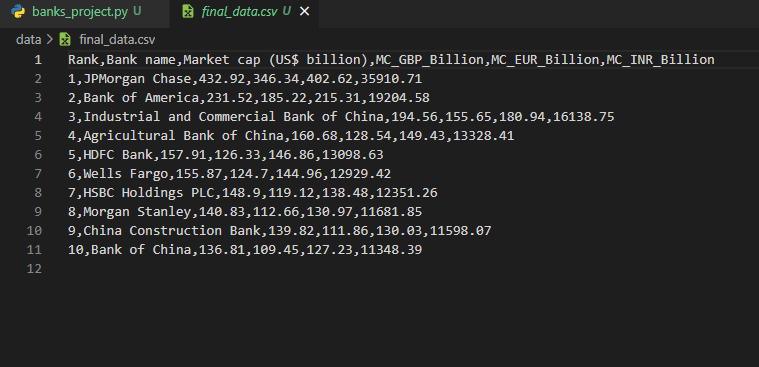 banks_project.py U final_data.csv U
data > final_data.csv
1 Rank,Bank name,Market cap (US$ billion),MC_GBP_Billion,MC_EUR_Billion,MC_INR_Billion
2 1,JPMorgan Chase,432.92,346.34,402.62,35910.71
3 2,Bank of America,231.52,185.22,215.31,19204.58
4 3,Industrial and Commercial Bank of China,194.56,155.65,180.94,16138.75
5 4,Agricultural Bank of China,160.68,128.54,149.43,13328.41
6 5,HDFC Bank,157.91,126.33,146.86,13098.63
7 6,Wells Fargo,155.87,124.7,144.96,12929.42
8 7,HSBC Holdings PLC,148.9,119.12,138.48,12351.26
9 8,Morgan Stanley,140.83,112.66,130.97,11681.85
10 9,China Construction Bank,139.82,111.86,130.03,11598.07
11 10,Bank of China,136.81,109.45,127.23,11348.39
12